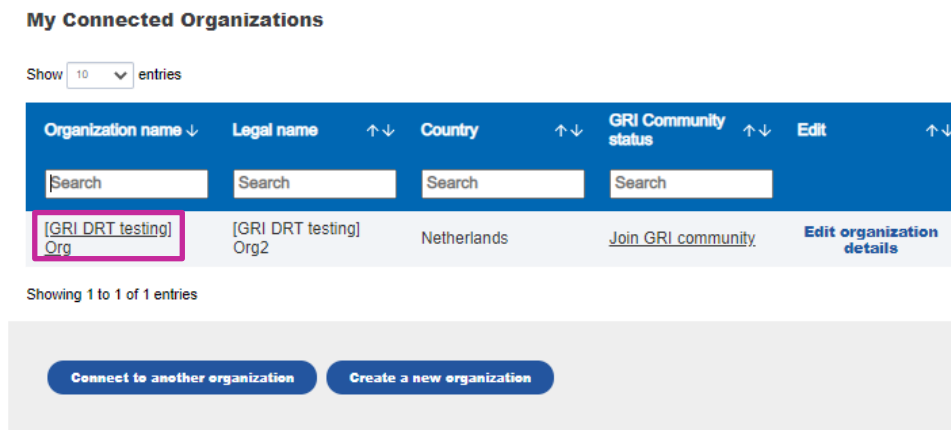 My Connected Organizations
Show 10 entries
Organization name ↓ Legal name ↑↓ Country ↑↓ GRI Community status ↑↓ Edit ↑↓
Search Search Search Search
[GRI DRT testing] Org [GRI DRT testing] Org2 Netherlands Join GRI community Edit organization details
Showing 1 to 1 of 1 entries
Connect to another organization Create a new organization